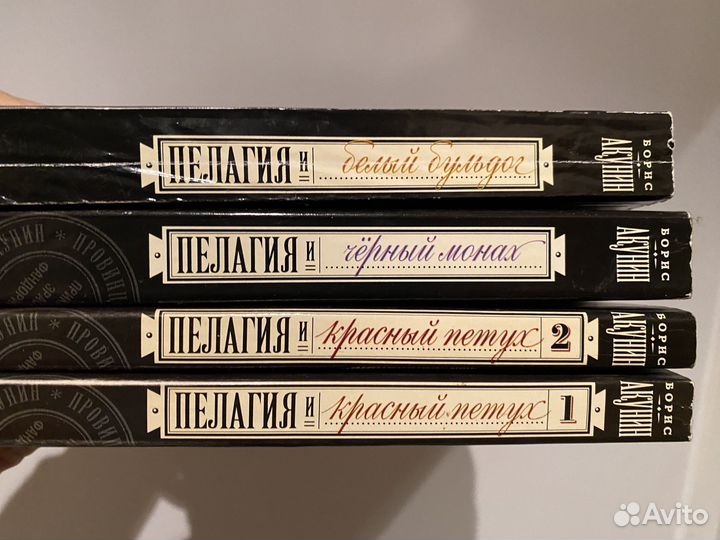 ПЕЛАГИЯ И белый бульдог
БОРИС
АКУНИН
ПЕЛАГИЯ И чёрный монах
БОРИС
АКУНИН
ПЕЛАГИЯ И красный петух 2
БОРИС
АКУНИН
ПЕЛАГИЯ И красный петух 1
БОРИС
АКУНИН
Avito